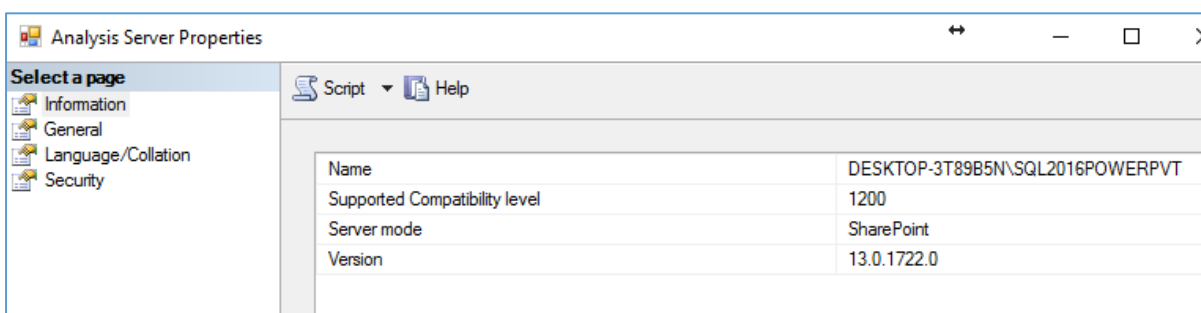 Analysis Server Properties
Select a page
Information
General
Language/Collation
Security
Script Help
Name DESKTOP-3T89B5N\SQL2016POWERPVT
Supported Compatibility level 1200
Server mode SharePoint
Version 13.0.1722.0